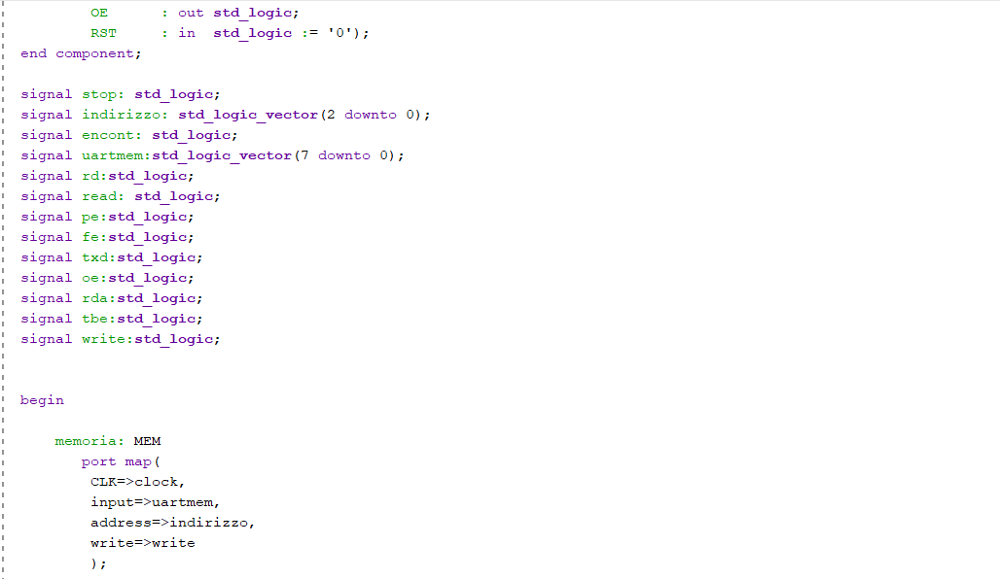 OE      : out std_logic;
RST     : in  std_logic := '0');
end component;
signal stop: std_logic;
signal indirizzo: std_logic_vector(2 downto 0);
signal encont: std_logic;
signal uartmem:std_logic_vector(7 downto 0);
signal rd:std_logic;
signal read: std_logic;
signal pe:std_logic;
signal fe:std_logic;
signal txd:std_logic;
signal oe:std_logic;
signal rda:std_logic;
signal tbe:std_logic;
signal write:std_logic;
begin
memoria: MEM
port map(
CLK=>clock,
input=>uartmem,
address=>indirizzo,
write=>write
);